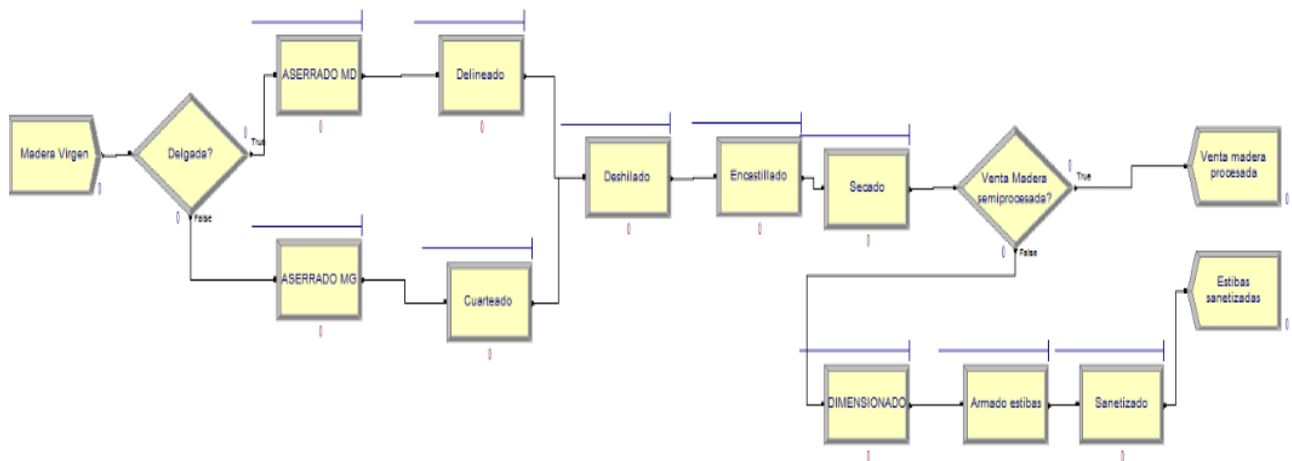 Madera Virgen
0
Delgada?
0
True
0
False
ASERRADO MD
0
Delineado
ASERRADO MG
0
Cuarteado
0
Deshilado
0
Encastillado
0
Secado
0
Venta Madera
semiprocesada?
0
True
0
False
Venta madera
procesada
0
Estibas
sanetizadas
0
DIMENSIONADO
0
Armado estibas
Sanetizado
0